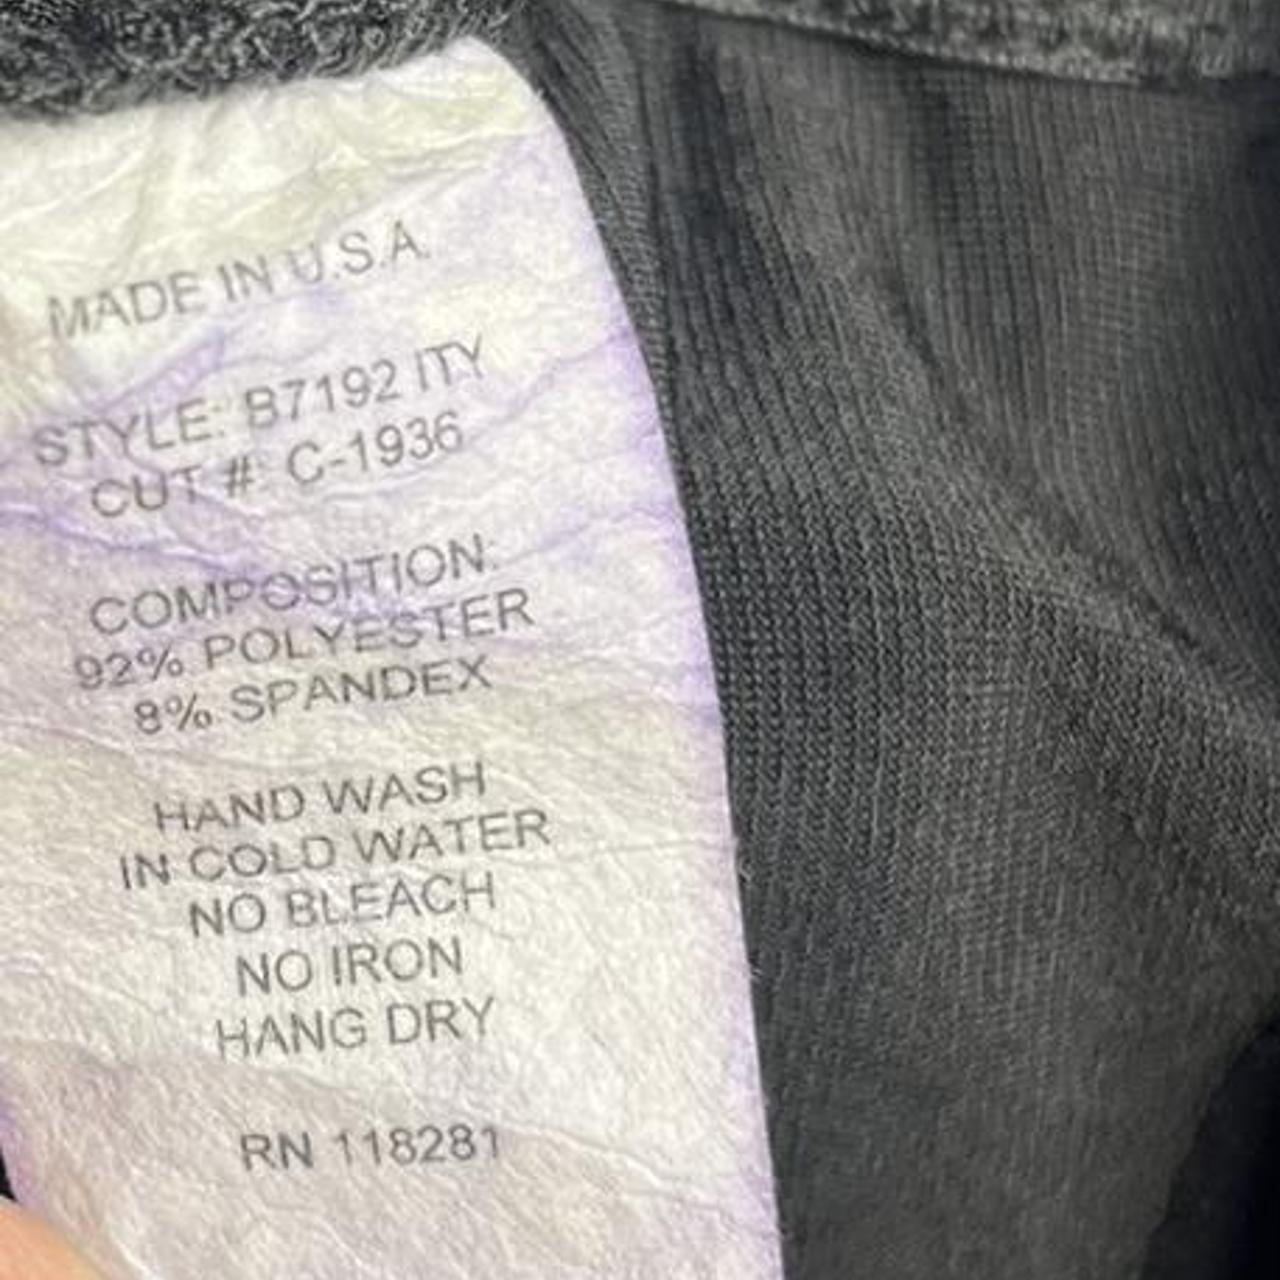 MADE IN U.S.A.
STYLE: B7192 ITY
CUT #: C-1936
COMPOSITION:
92% POLYESTER
8% SPANDEX
HAND WASH
IN COLD WATER
NO BLEACH
NO IRON
HANG DRY
RN 118281